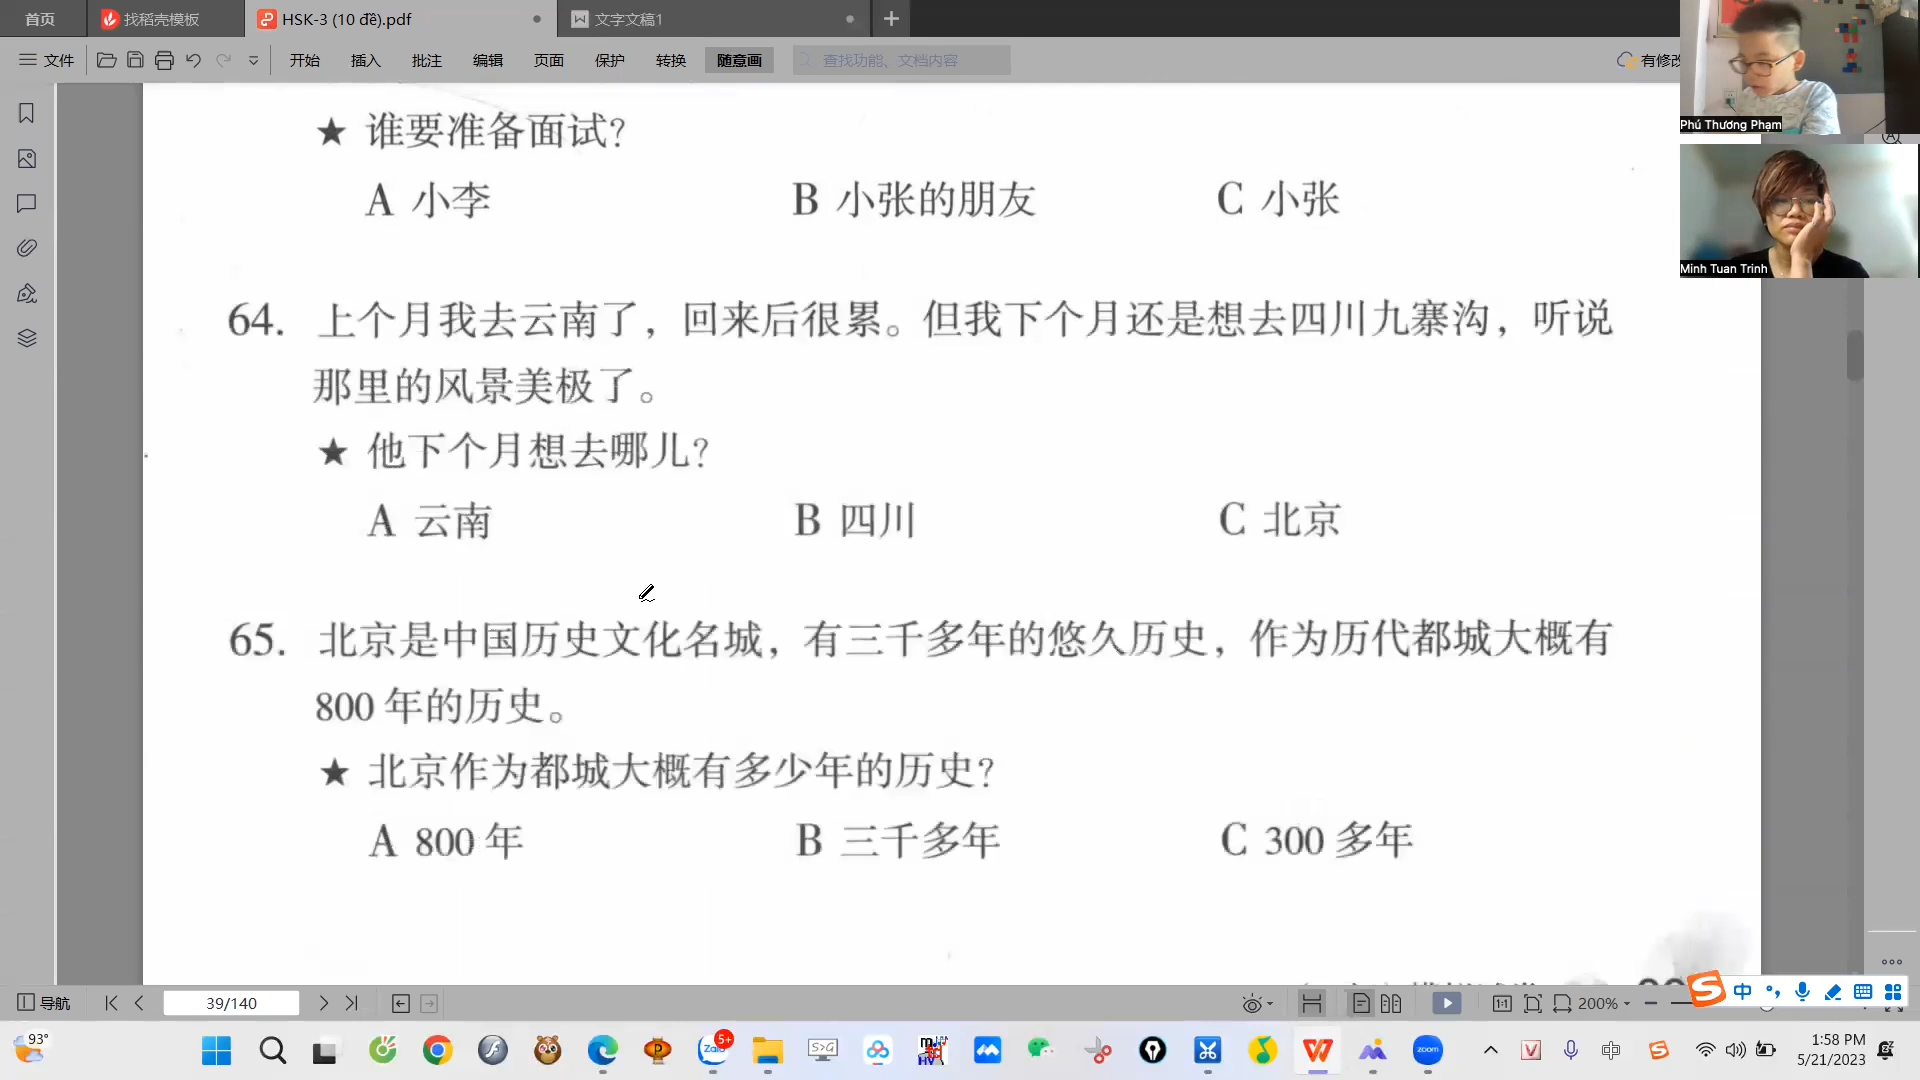 首页
找稻壳模板
HSK-3 (10 đề).pdf
文字文稿1
文件
开始
插入
批注
编辑
页面
保护
转换
随意画
查找功能、文档内容
有修改
Phú Thương Phạm
Minh Tuan Trinh
★ 谁要准备面试?
A 小李
B 小张的朋友
C 小张
64. 上个月我去云南了，回来后很累。但我下个月还是想去四川九寨沟，听说
那里的风景美极了。
★ 他下个月想去哪儿?
A 云南
B 四川
C 北京
65. 北京是中国历史文化名城，有三千多年的悠久历史，作为历代都城大概有
800 年的历史。
★ 北京作为都城大概有多少年的历史?
A 800 年
B 三千多年
C 300 多年
导航
39/140
200%
中
93°
Zalo
5+
S>G
zoom
中
1:58 PM
5/21/2023